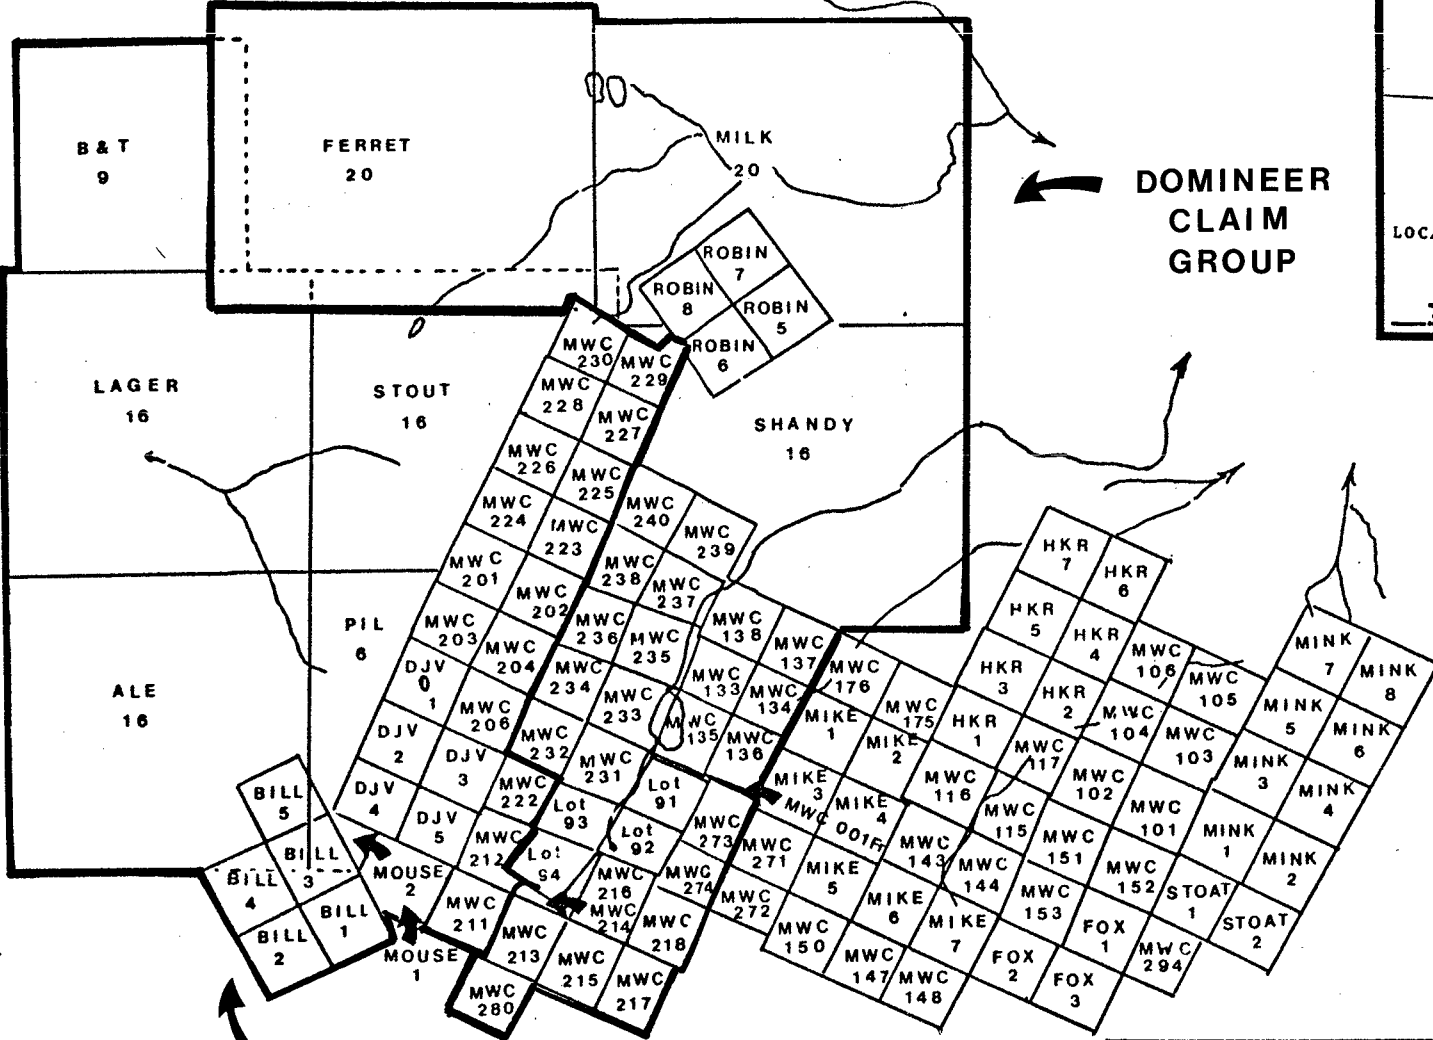 B & T
9
FERRET
20
MILK
20
DOMINEER
CLAIM
GROUP
ROBIN
7
ROBIN
8
ROBIN
5
ROBIN
6
LAGER
16
STOUT
16
SHANDY
16
ALE
16
PIL
6
MWC
230
MWC
229
MWC
228
MWC
227
MWC
226
MWC
225
MWC
224
MWC
223
MWC
240
MWC
239
MWC
201
MWC
202
MWC
238
MWC
237
MWC
203
MWC
204
MWC
236
MWC
235
MWC
138
MWC
137
MWC
176
DJV
1
MWC
206
MWC
234
MWC
233
MWC
133
MWC
134
MWC
135
MWC
136
MIKE
1
MWC
175
MIKE
2
DJV
2
DJV
3
MWC
232
MWC
231
DJV
4
DJV
5
MWC
222
MWC
212
MWC
211
Lot
91
Lot
92
Lot
93
Lot
94
MWC
273
MWC
274
MWC
271
MWC
272
MIKE
3
MIKE
4
MWC 001Fr
MIKE
5
MIKE
6
MIKE
7
MWC
216
MWC
214
MWC
218
MWC
213
MWC
215
MWC
217
MWC
280
MWC
150
MWC
147
MWC
148
BILL
5
BILL
3
BILL
4
BILL
1
BILL
2
MOUSE
2
MOUSE
1
HKR
7
HKR
6
HKR
5
HKR
4
HKR
3
HKR
2
HKR
1
MWC
106
MWC
105
MWC
104
MWC
103
MWC
117
MWC
116
MWC
102
MWC
101
MWC
115
MWC
151
MWC
152
MWC
143
MWC
144
MWC
153
MINK
7
MINK
8
MINK
5
MINK
6
MINK
3
MINK
4
MINK
1
MINK
2
STOAT
1
STOAT
2
FOX
1
FOX
2
FOX
3
MWC
294